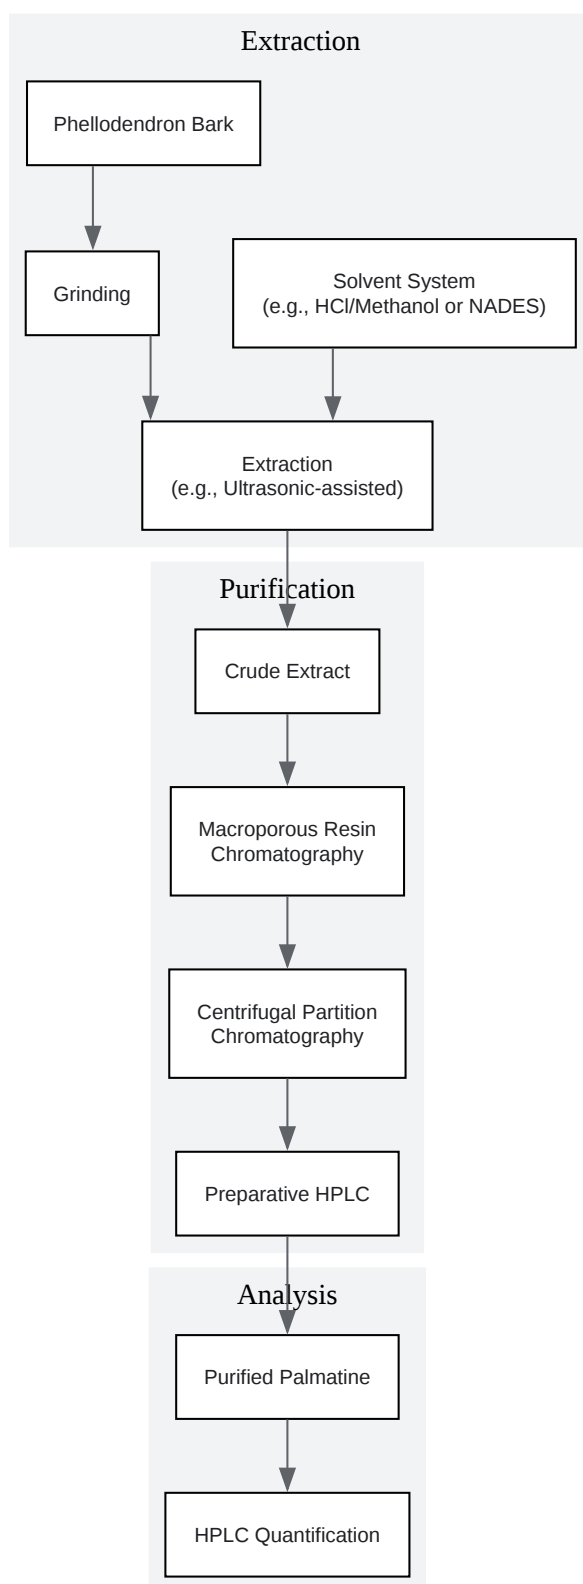 Extraction
Phellodendron Bark
Grinding
Solvent System
(e.g., HCl/Methanol or NADES)
Extraction
(e.g., Ultrasonic-assisted)
Purification
Crude Extract
Macroporous Resin
Chromatography
Centrifugal Partition
Chromatography
Preparative HPLC
Analysis
Purified Palmatine
HPLC Quantification